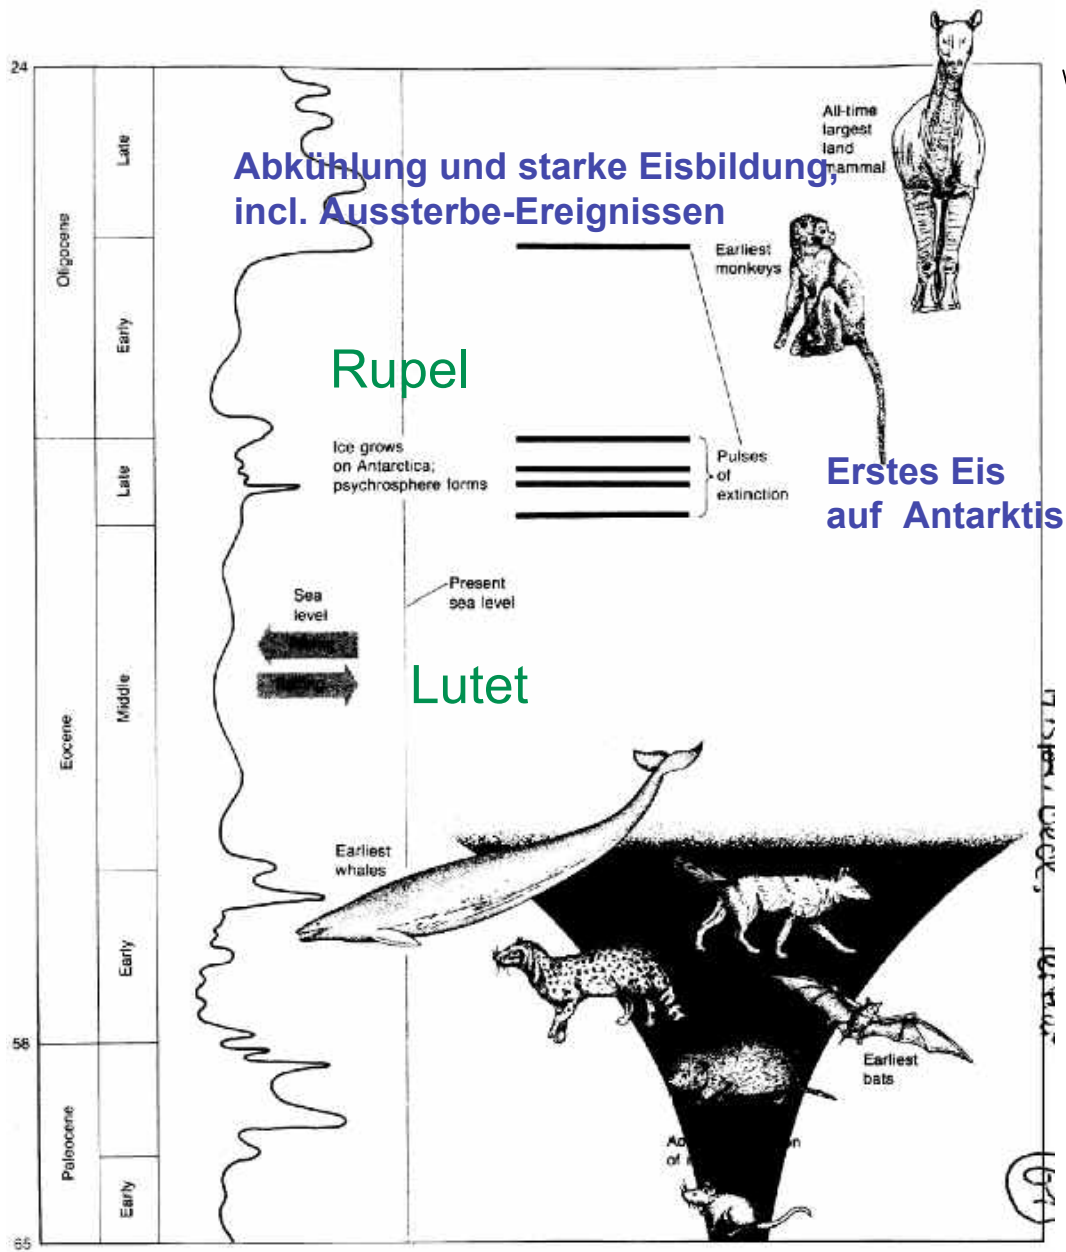 24
All-time
largest
land
mammal
Late
Abkühlung und starke Eisbildung,
incl. Aussterbe-Ereignissen
Oligocene
Earliest
monkeys
Early
Rupel
Ice grows
on Antarctica;
psychrosphere forms
Pulses
of
extinction
Late
Erstes Eis
auf Antarktis
Present
sea level
Sea
level
Middle
Lutet
Eocene
Earliest
whales
Early
58
Earliest
bats
Paleocene
of
Early
65